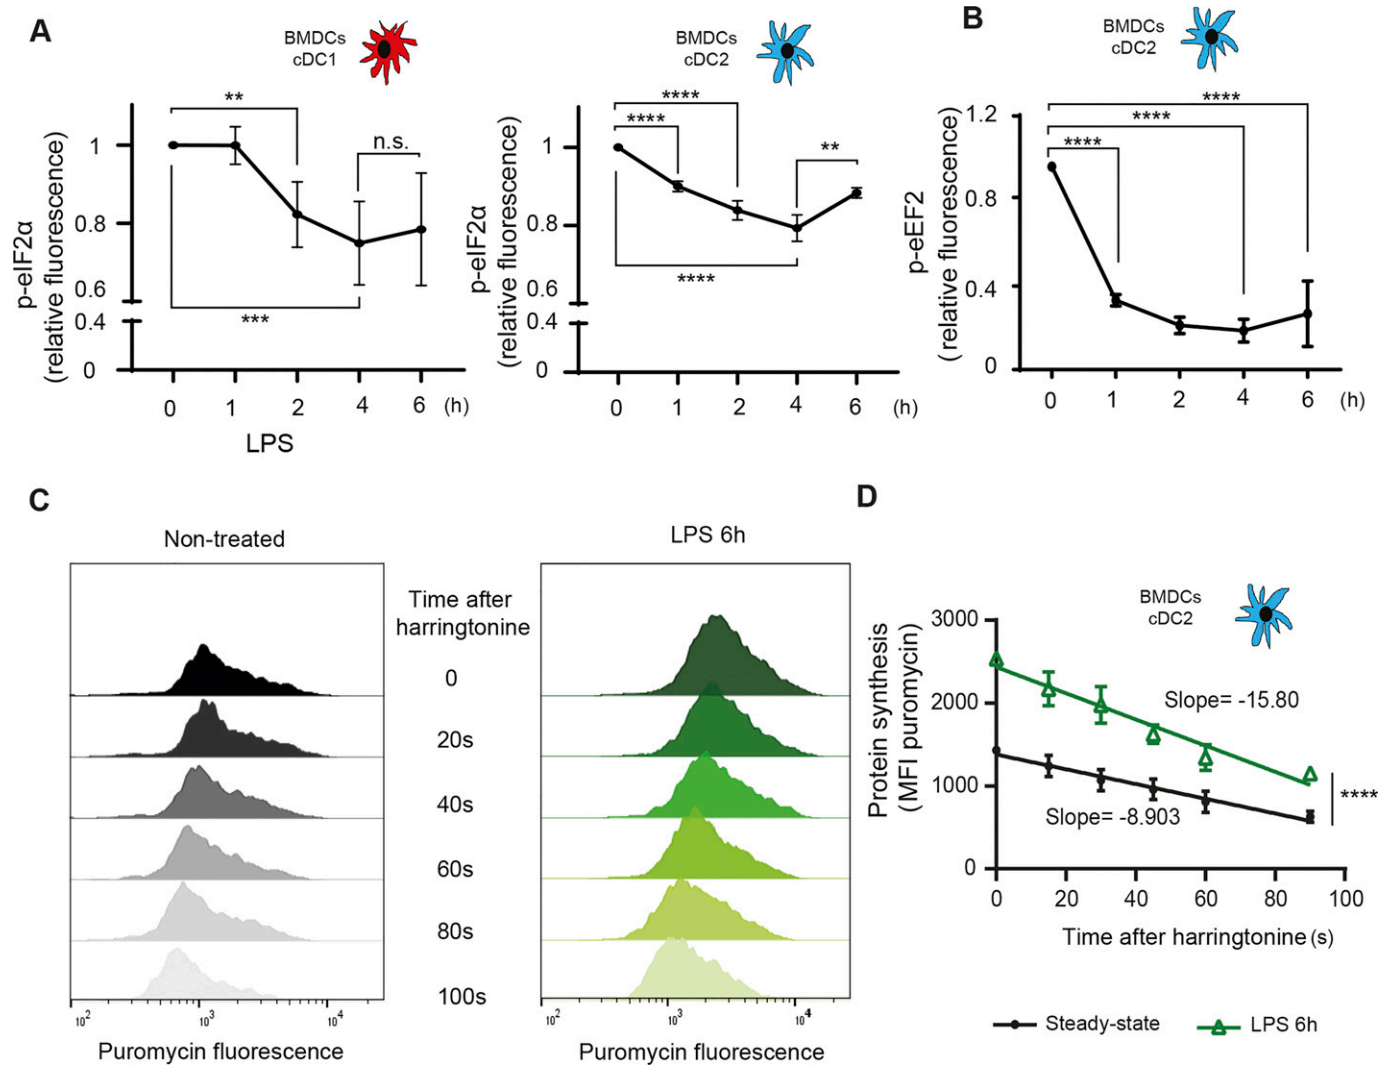 A
BMDCs
cDC1
p-eIF2α
(relative fluorescence)
1
0.8
0.6
0.4
0
**
n.s.
***
0 1 2 4 6 (h)
LPS
BMDCs
cDC2
p-eIF2α
(relative fluorescence)
1
0.8
0.6
0.4
0
****
****
**
****
0 1 2 4 6 (h)
B
BMDCs
cDC2
p-eEF2
(relative fluorescence)
1.2
0.8
0.4
0
****
****
****
0 1 2 4 6 (h)
C
Non-treated
Time after
harringtonine
LPS 6h
0
20s
40s
60s
80s
100s
10² 10³ 10⁴
Puromycin fluorescence
10² 10³ 10⁴
Puromycin fluorescence
D
BMDCs
cDC2
Protein synthesis
(MFI puromycin)
3000
2000
1000
0
Slope= -15.80
Slope= -8.903
****
0 20 40 60 80 100
Time after harringtonine (s)
Steady-state LPS 6h